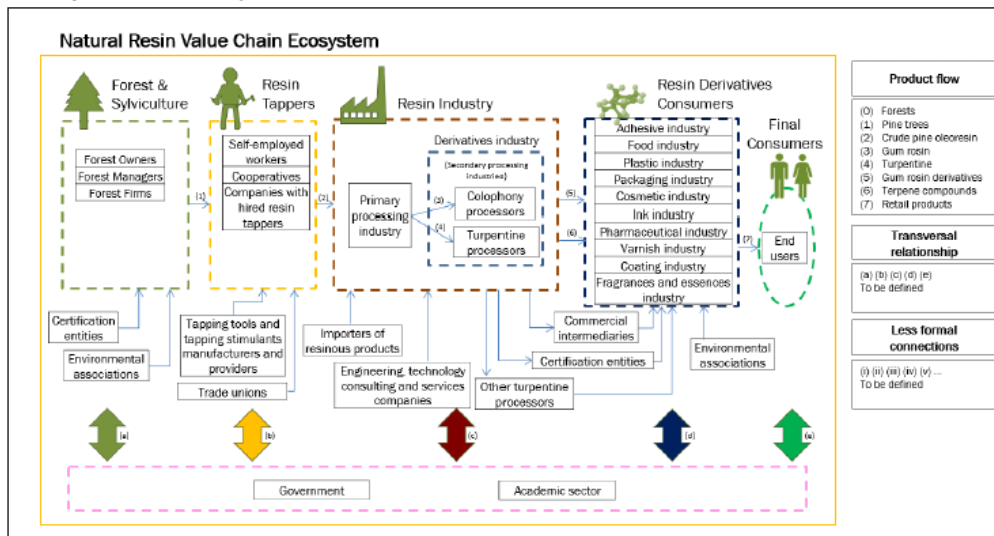 Natural Resin Value Chain Ecosystem
Forest &
Sylviculture
Resin
Tappers
Resin Industry
Resin Derivatives
Consumers
Final
Consumers
Forest Owners
Forest Managers
Forest Firms
(1)
Self-employed
workers
Cooperatives
Companies with
hired resin
tappers
(2)
Primary
processing
industry
Derivatives industry
(Secondery processing
industries)
(3)
Colophony
processors
(4)
Turpentine
processors
(5)
(6)
Adhesive industry
Food industry
Plastic industry
Packaging industry
Cosmetic industry
Ink industry
Pharmaceutical industry
Varnish industry
Coating industry
Fragrances and essences
industry
(7)
End
users
Certification
entities
Environmental
associations
Tapping tools and
tapping stimulants
manufacturers and
providers
Trade unions
Importers of
resinous products
Engineering, technology
consulting and services
companies
Commercial
intermediaries
Certification entities
Other turpentine
processors
Environmental
associations
(a)
(b)
(c)
(d)
(e)
Government
Academic sector
Product flow
(0) Forests
(1) Pine trees
(2) Crude pine oleoresin
(3) Gum rosin
(4) Turpentine
(5) Gum rosin derivatives
(6) Terpene compounds
(7) Retail products
Transversal
relationship
(a) (b) (c) (d) (e)
To be defined
Less formal
connections
(i) (ii) (iii) (iv) (v) ...
To be defined